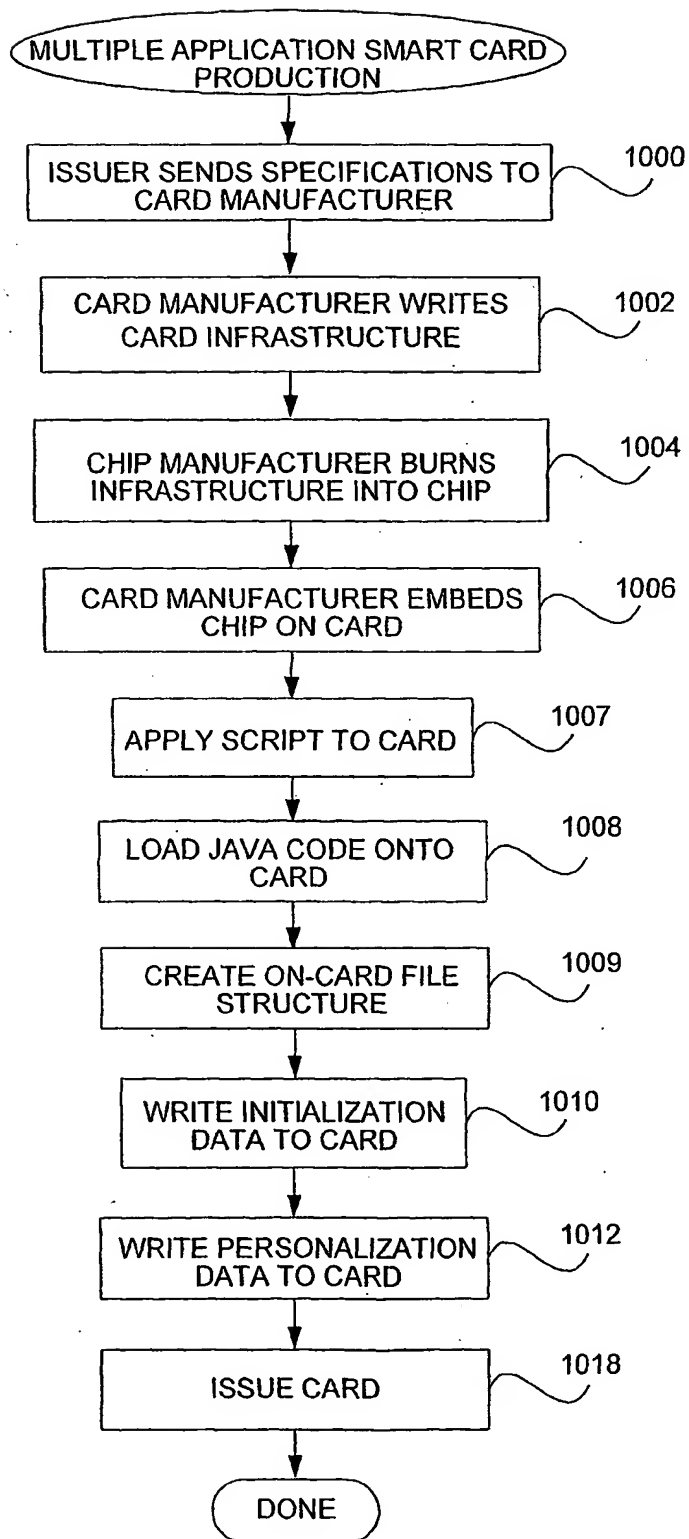 MULTIPLE APPLICATION SMART CARD
PRODUCTION
ISSUER SENDS SPECIFICATIONS TO
CARD MANUFACTURER
1000
CARD MANUFACTURER WRITES
CARD INFRASTRUCTURE
1002
CHIP MANUFACTURER BURNS
INFRASTRUCTURE INTO CHIP
1004
CARD MANUFACTURER EMBEDS
CHIP ON CARD
1006
APPLY SCRIPT TO CARD
1007
LOAD JAVA CODE ONTO
CARD
1008
CREATE ON-CARD FILE
STRUCTURE
1009
WRITE INITIALIZATION
DATA TO CARD
1010
WRITE PERSONALIZATION
DATA TO CARD
1012
ISSUE CARD
1018
DONE